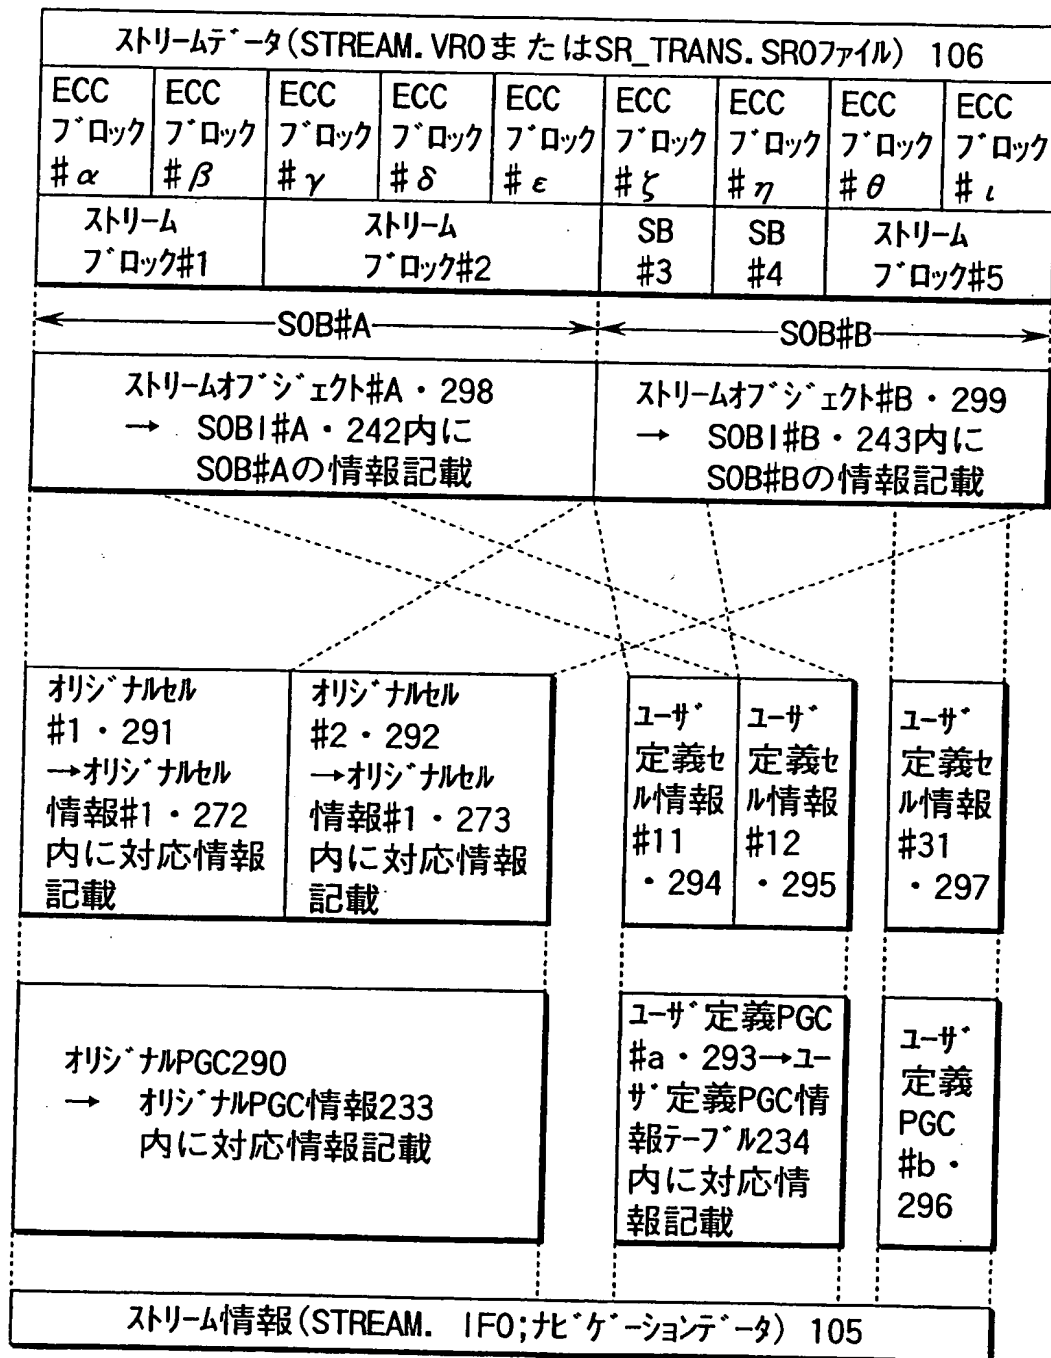 ストリームデータ(STREAM.VROまたはSR_TRANS.SROファイル) 106
ECC ECC ECC ECC ECC ECC ECC ECC ECC
ブロック ブロック ブロック ブロック ブロック ブロック ブロック ブロック ブロック
#α #β #γ #δ #ε #ζ #η #θ #ι
ストリーム ストリーム SB SB ストリーム
ブロック#1 ブロック#2 #3 #4 ブロック#5
SOB#A SOB#B
ストリームオブジェクト#A・298
→ SOBI#A・242内に
SOB#Aの情報記載
ストリームオブジェクト#B・299
→ SOBI#B・243内に
SOB#Bの情報記載
オリジナルセル
#1・291
→オリジナルセル
情報#1・272
内に対応情報
記載
オリジナルセル
#2・292
→オリジナルセル
情報#1・273
内に対応情報
記載
ユーザ
定義セ
ル情報
#11
・294
ユーザ
定義セ
ル情報
#12
・295
ユーザ
定義セ
ル情報
#31
・297
オリジナルPGC290
→ オリジナルPGC情報233
内に対応情報記載
ユーザ定義PGC
#a・293→ユー
ザ定義PGC情
報テーブル234
内に対応情
報記載
ユーザ
定義
PGC
#b・
296
ストリーム情報(STREAM. IFO;ナビゲーションデータ) 105